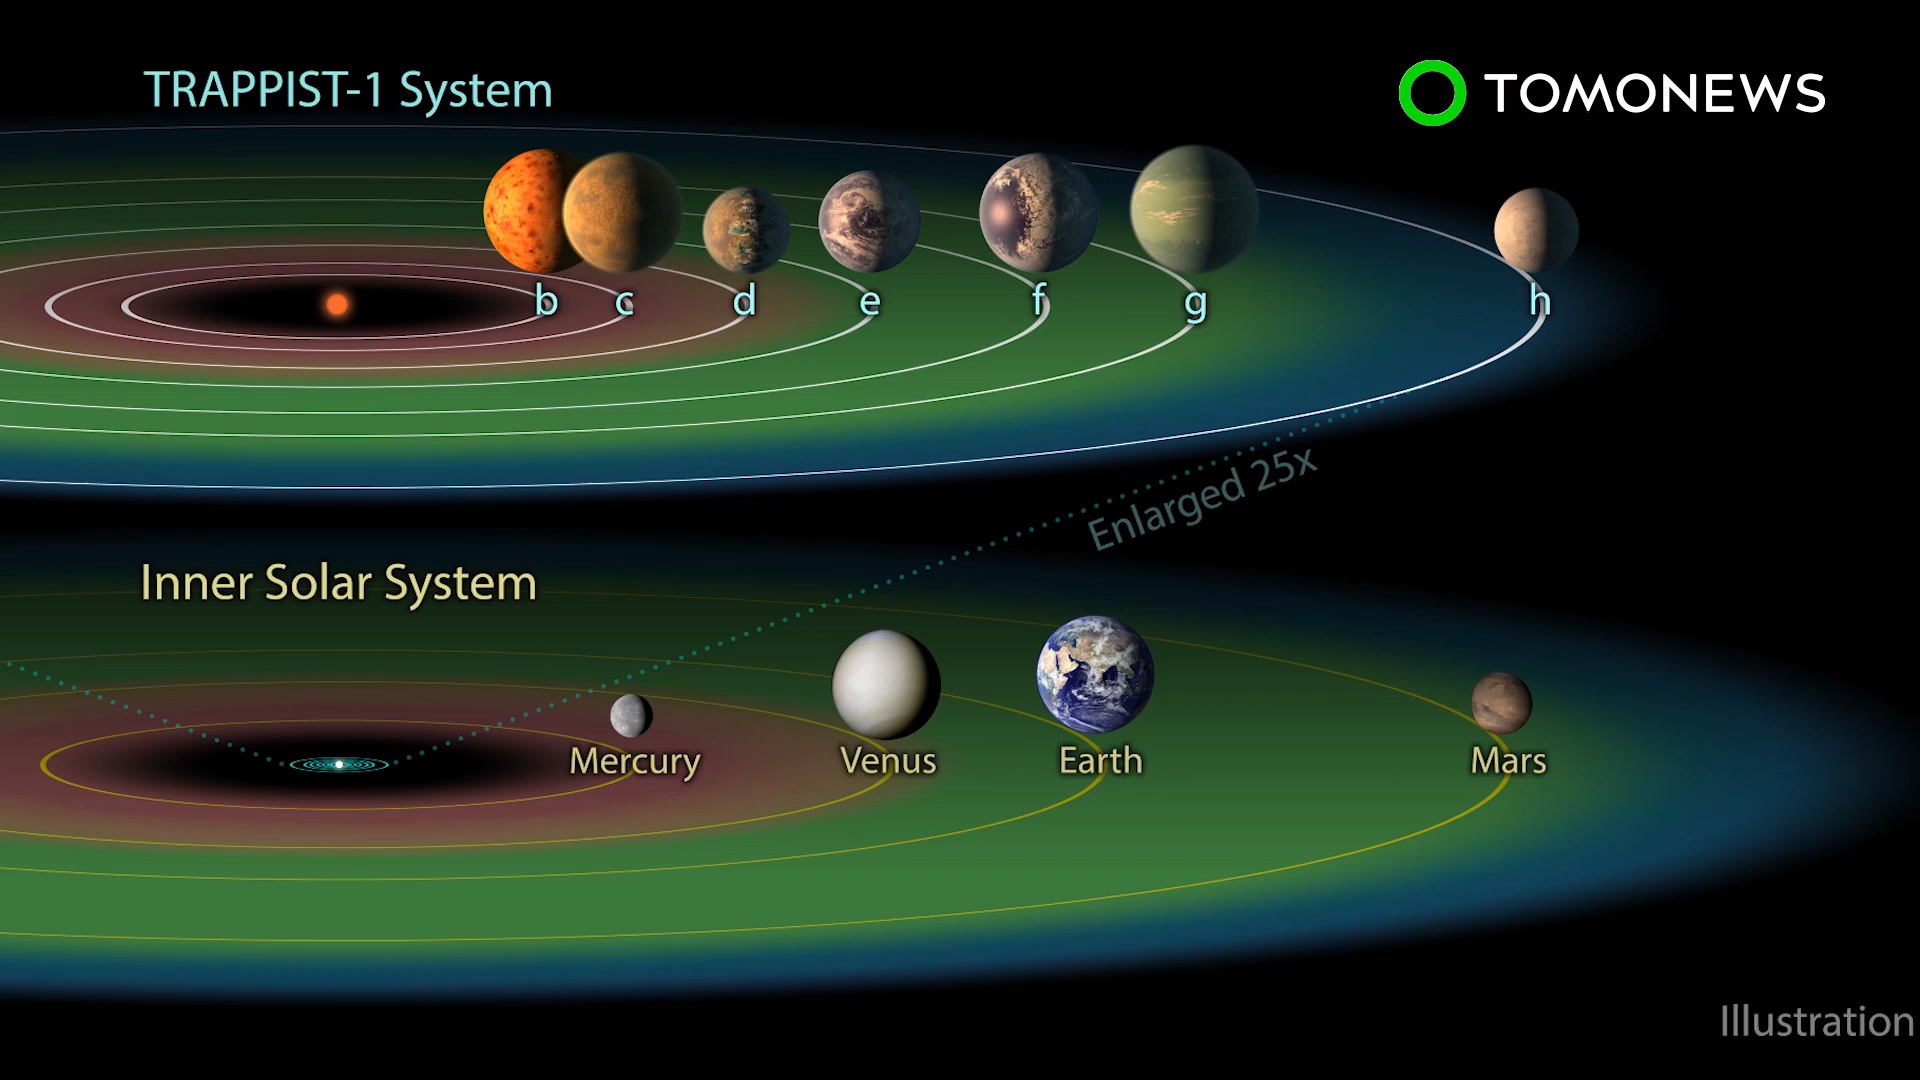 TRAPPIST-1 System
TOMONEWS
b c d e f g h
Enlarged 25x
Inner Solar System
Mercury Venus Earth Mars
Illustration